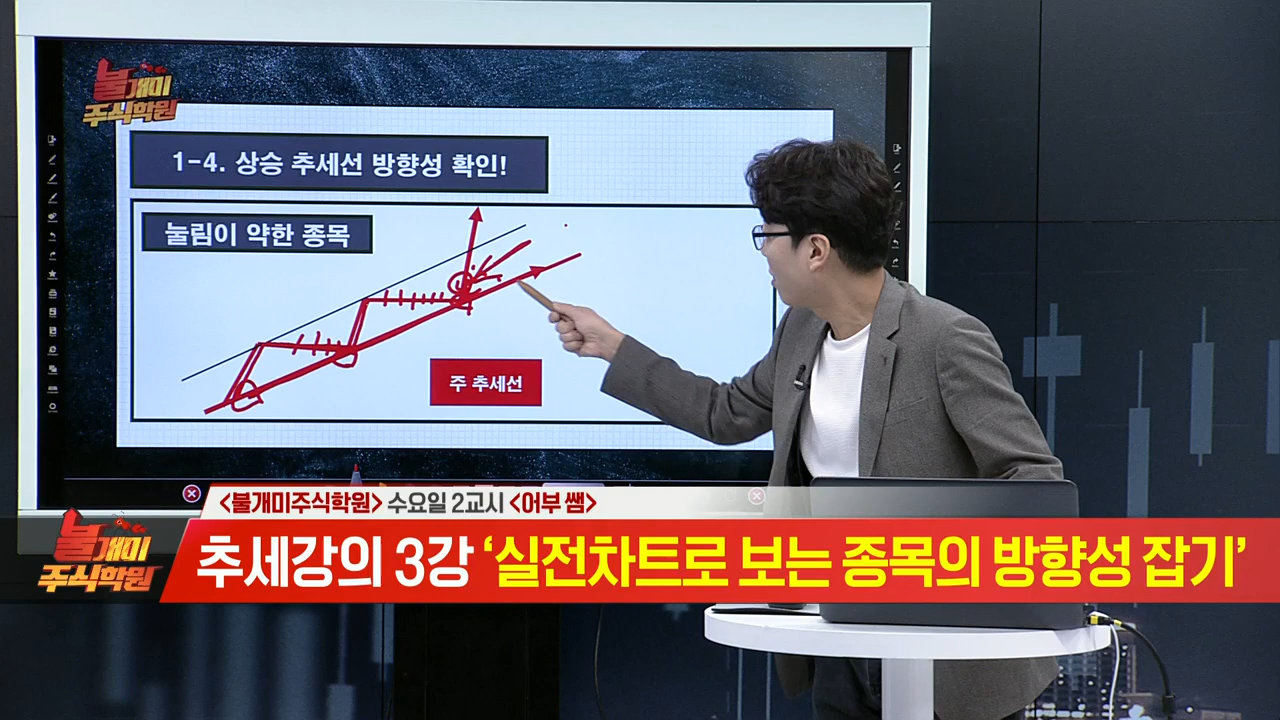 불개미
주식학원
1-4. 상승 추세선 방향성 확인!
눌림이 약한 종목
주 추세선
<불개미주식학원> 수요일 2교시 <어부 쌤>
불개미
주식학원
추세강의 3강 ‘실전차트로 보는 종목의 방향성 잡기’